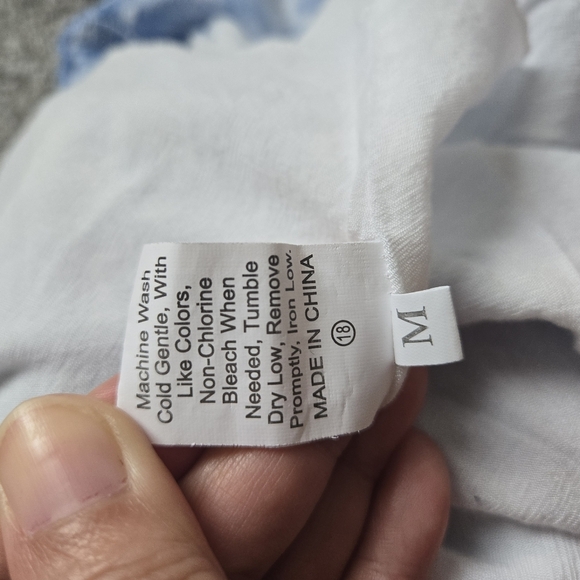 Machine Wash
Cold Gentle, With
Like Colors,
Non-Chlorine
Bleach When
Needed, Tumble
Dry Low, Remove
Promptly, Iron Low.
MADE IN CHINA
⑱
M